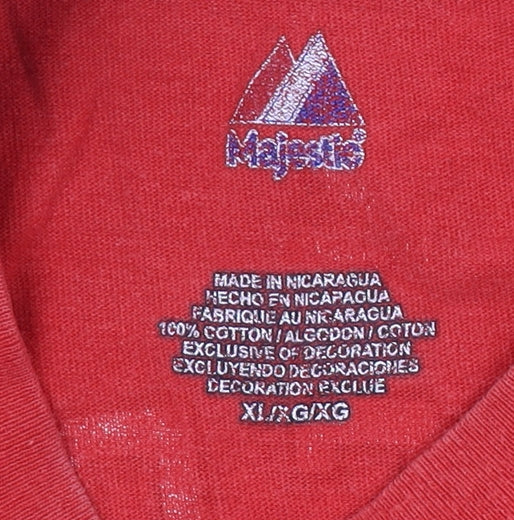 Majestic®
MADE IN NICARAGUA
HECHO EN NICARAGUA
FABRIQUE AU NICARAGUA
100% COTTON / ALGODON / COTON
EXCLUSIVE OF DECORATION
EXCLUYENDO DECORACIONES
DECORATION EXCLUE
XL/XG/XG